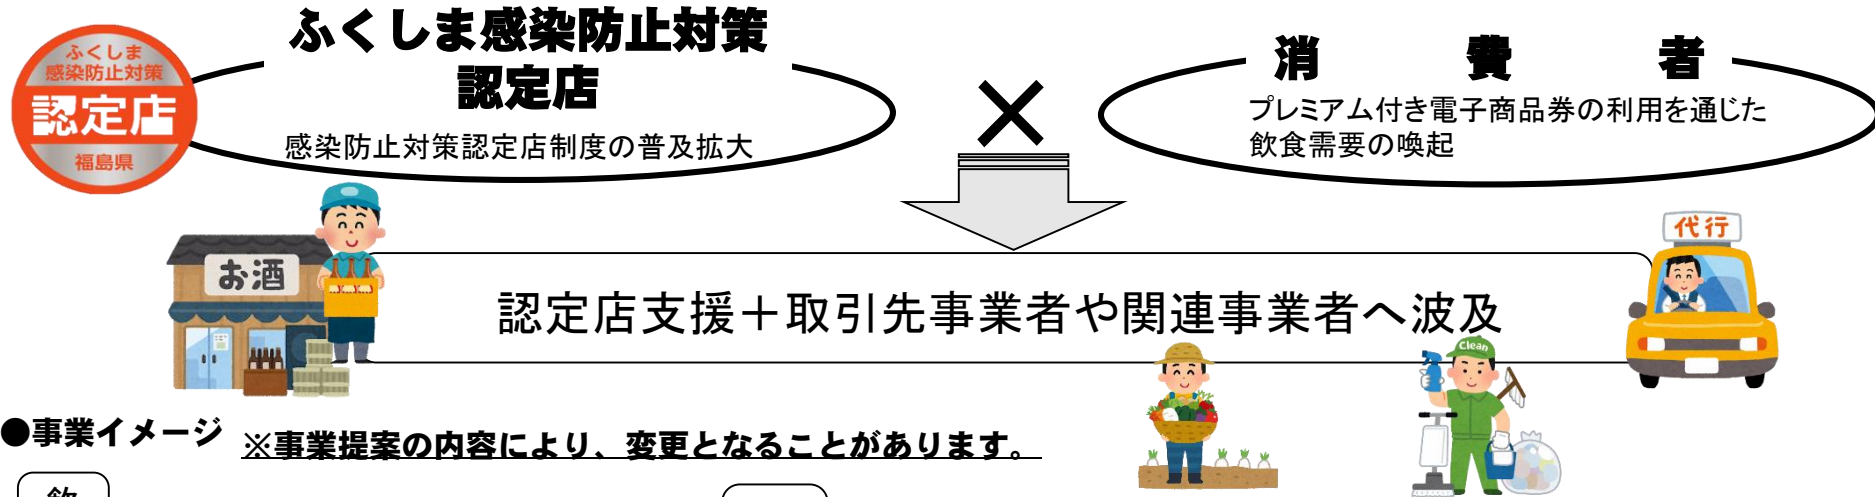 ふくしま
感染防止対策
認定店
福島県
ふくしま感染防止対策
認定店
感染防止対策認定店制度の普及拡大
×
消費者
プレミアム付き電子商品券の利用を通じた
飲食需要の喚起
お酒
代行
認定店支援＋取引先事業者や関連事業者へ波及
Clean
●事業イメージ ※事業提案の内容により、変更となることがあります。